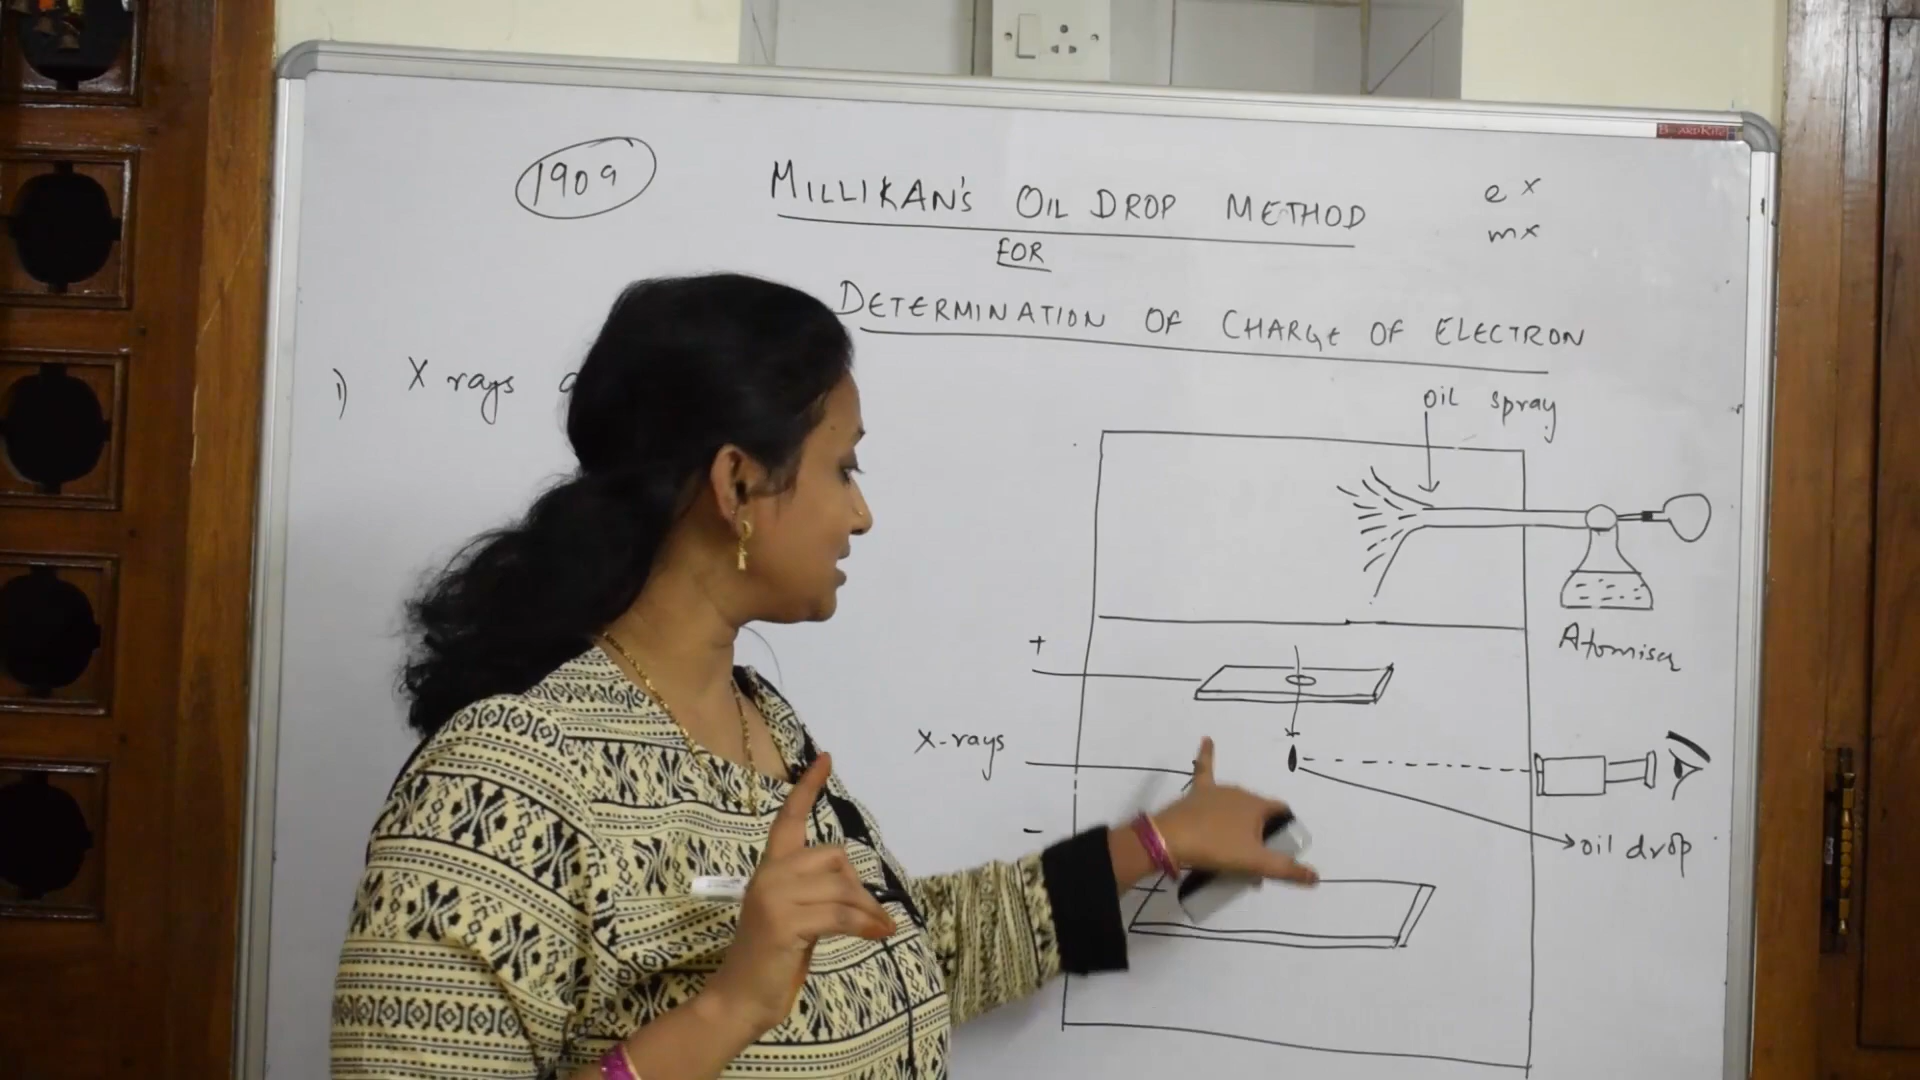 1909
MILLIKAN'S OIL DROP METHOD
FOR
DETERMINATION OF CHARGE OF ELECTRON
e x
m x
1) X rays
oil spray
Atomiser
+
X-rays
-
oil drop